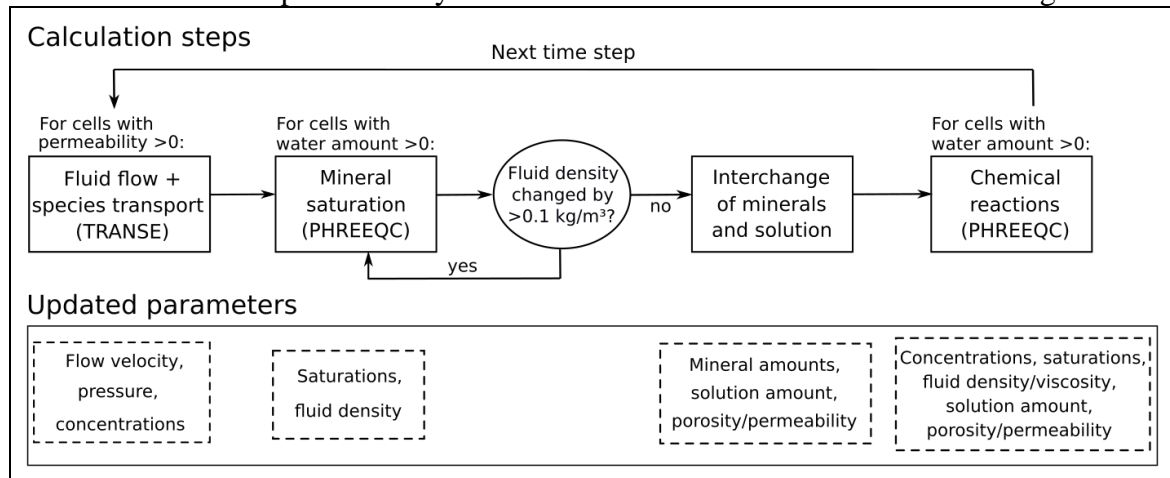 Calculation steps
Next time step
For cells with
permeability >0:
Fluid flow +
species transport
(TRANSE)
For cells with
water amount >0:
Mineral
saturation
(PHREEQC)
Fluid density
changed by
>0.1 kg/m³?
yes
no
Interchange
of minerals
and solution
For cells with
water amount >0:
Chemical
reactions
(PHREEQC)
Updated parameters
Flow velocity,
pressure,
concentrations
Saturations,
fluid density
Mineral amounts,
solution amount,
porosity/permeability
Concentrations, saturations,
fluid density/viscosity,
solution amount,
porosity/permeability